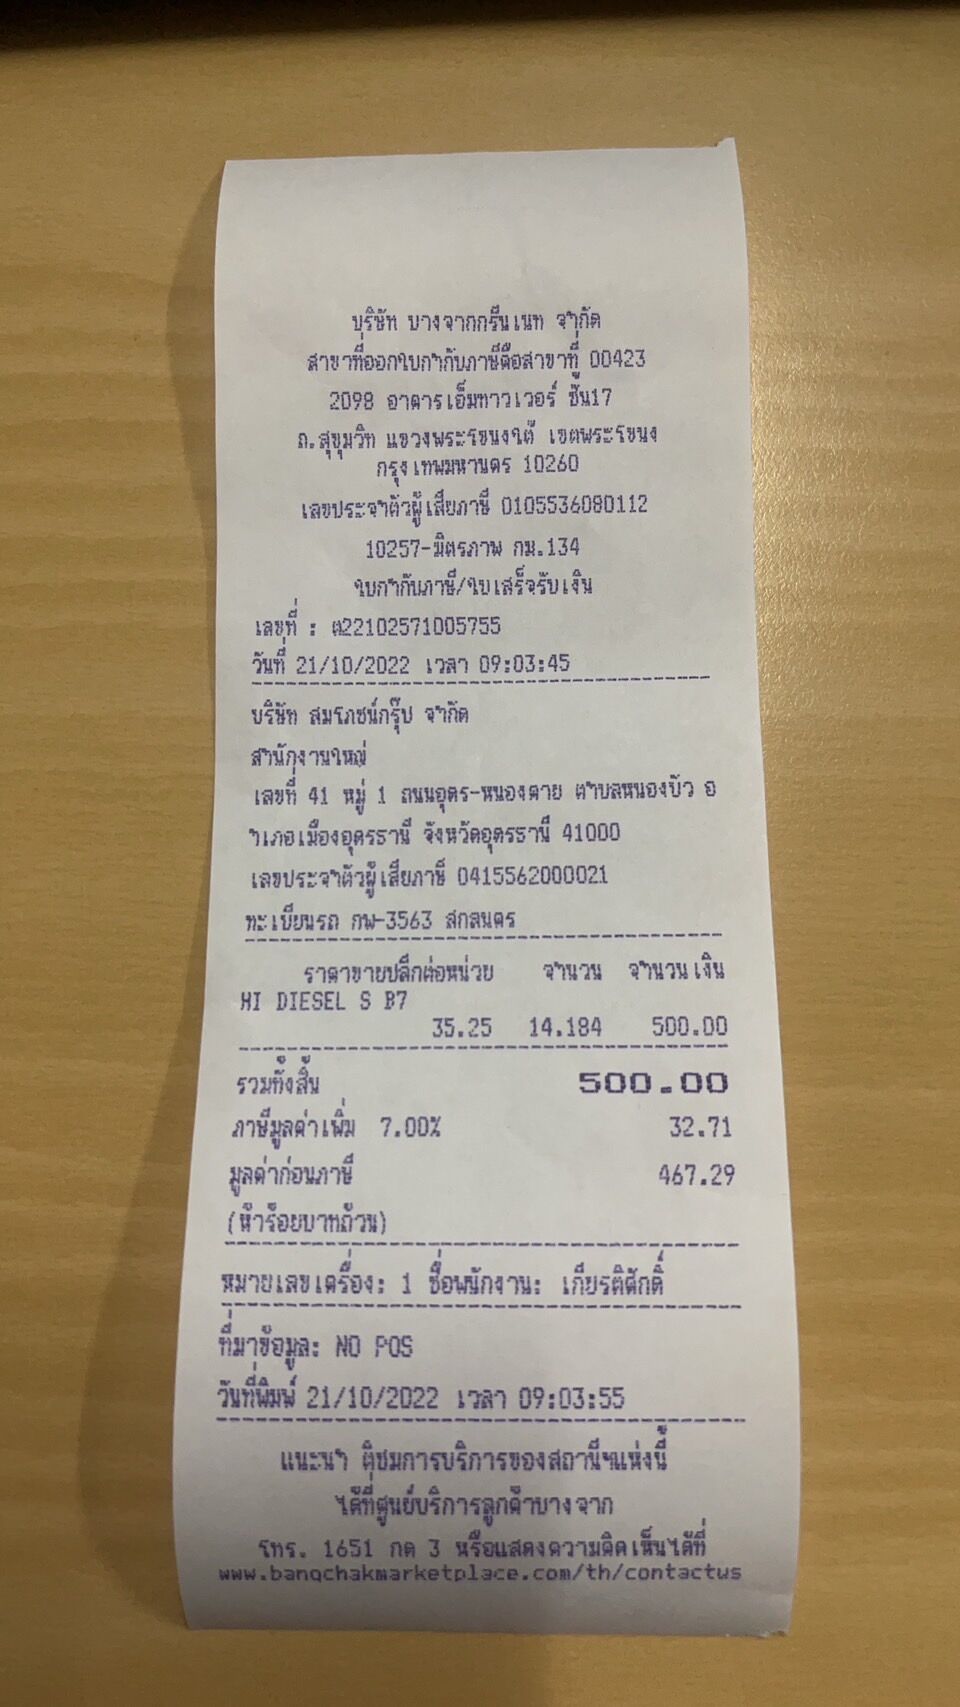 บริษัท บางจากกรีนเนท จำกัด
สาขาที่ออกใบกำกับภาษีคือสาขาที่ 00423
2098 อาคารเอ็มทาวเวอร์ ชั้น17
ถ.สุขุมวิท แขวงพระโขนงใต้ เขตพระโขนง
กรุงเทพมหานคร 10260
เลขประจำตัวผู้เสียภาษี 0105536080112
10257-มิตรภาพ กม.134
ใบกำกับภาษี/ใบเสร็จรับเงิน
เลขที่ : ต22102571005755
วันที่ 21/10/2022 เวลา 09:03:45
บริษัท สมโภชน์กรุ๊ป จำกัด
สำนักงานใหญ่
เลขที่ 41 หมู่ 1 ถนนอุดร-หนองคาย ตำบลหนองบัว อ
ำเภอเมืองอุดรธานี จังหวัดอุดรธานี 41000
เลขประจำตัวผู้เสียภาษี 0415562000021
ทะเบียนรถ กพ-3563 สกลนคร
ราคาขายปลีกต่อหน่วย จำนวน จำนวนเงิน
HI DIESEL S B7
35.25 14.184 500.00
รวมทั้งสิ้น 500.00
ภาษีมูลค่าเพิ่ม 7.00% 32.71
มูลค่าก่อนภาษี 467.29
(ห้าร้อยบาทถ้วน)
หมายเลขเครื่อง: 1 ชื่อพนักงาน: เกียรติศักดิ์
ที่มาข้อมูล: NO POS
วันที่พิมพ์ 21/10/2022 เวลา 09:03:55
แนะนำ ติชมการบริการของสถานีฯแห่งนี้
ได้ที่ศูนย์บริการลูกค้าบางจาก
โทร. 1651 กด 3 หรือแสดงความคิดเห็นได้ที่
www.bangchakmarketplace.com/th/contactus